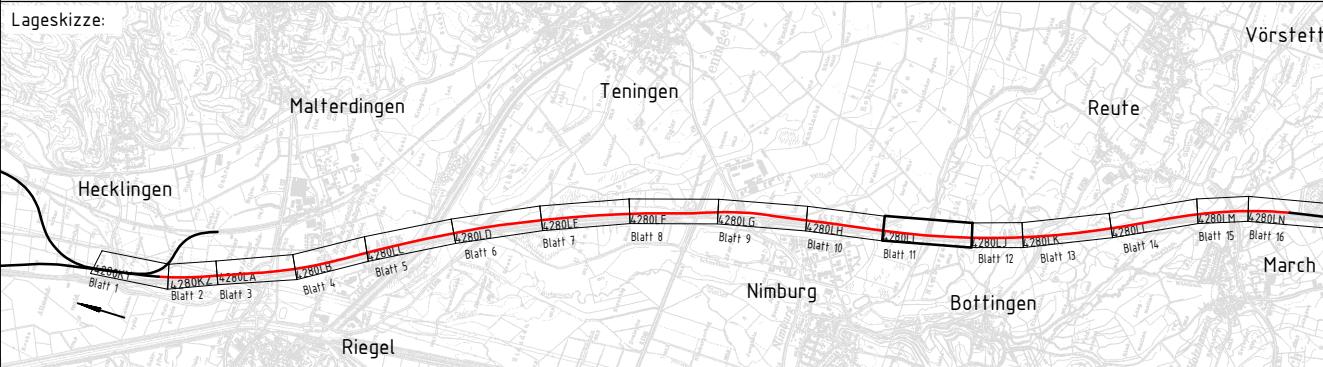 Lageskizze:
Vörstett
Malterdingen
Teningen
Reute
Hecklingen
4280KY
Blatt 1
4280KZ
Blatt 2
4280LA
Blatt 3
4280LB
Blatt 4
4280LC
Blatt 5
4280LD
Blatt 6
4280LE
Blatt 7
4280LF
Blatt 8
4280LG
Blatt 9
4280LH
Blatt 10
4280LI
Blatt 11
4280LJ
Blatt 12
4280LK
Blatt 13
4280LL
Blatt 14
4280LM
Blatt 15
4280LN
Blatt 16
March
Nimburg
Bottingen
Riegel